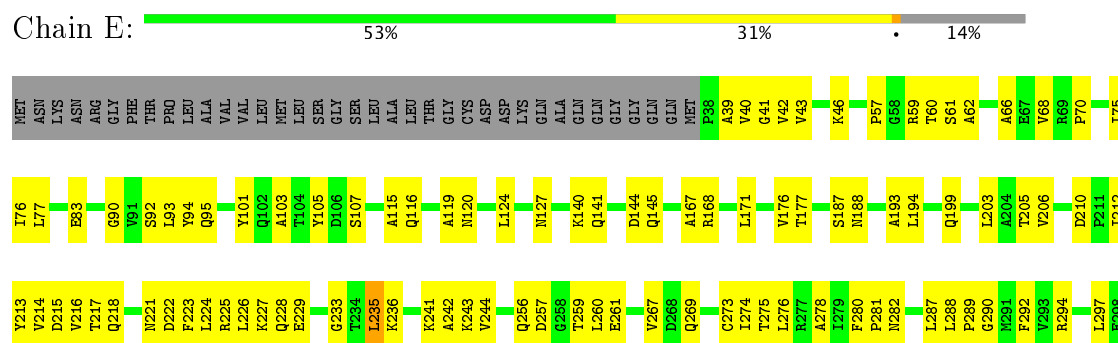 Chain E:
53% 31% • 14%
MET ASN LYS ASN ARG GLY PHE THR PRO LEU ALA VAL VAL LEU MET LEU SER GLY SER LEU ALA LEU THR GLY CYS ASP ASP LYS GLN ALA GLN GLN GLY GLY GLN MET P38 A39 V40 G41 V42 V43 K46 P57 G58 R59 T60 S61 A62 A66 E67 V68 R69 P70
I76 L77 E83 G90 V91 S92 L93 Y94 Q95 Y101 Q102 A103 T104 Y105 D106 S107 A115 Q116 A119 N120 L124 N127 K140 Q141 D144 Q145 A167 R168 L171 V176 T177 S187 N188 A193 L194 Q199 L203 A204 T205 V206 D210 P211
Y213 V214 D215 V216 T217 Q218 N221 D222 F223 L224 R225 L226 K227 Q228 E229 G233 T234 L235 K236 K241 A242 K243 V244 Q256 D257 G258 T259 L260 E261 V267 D268 Q269 C273 I274 T275 L276 R277 A278 I279 F280 P281 N282 L287 L288 P289 G290 M291 F292 V293 R294 L297